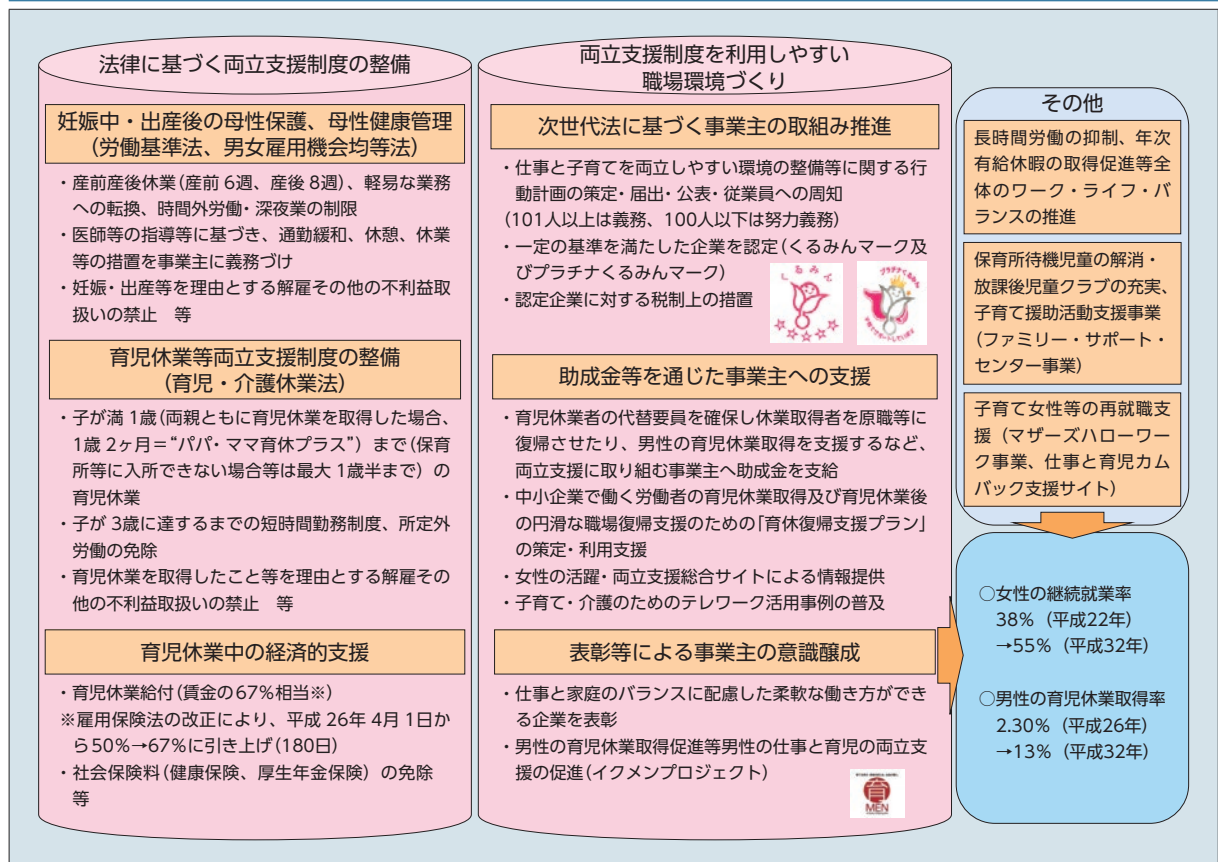 法律に基づく両立支援制度の整備
妊娠中・出産後の母性保護、母性健康管理
(労働基準法、男女雇用機会均等法)
・産前産後休業(産前 6週、産後 8週)、軽易な業務
への転換、時間外労働・深夜業の制限
・医師等の指導等に基づき、通勤緩和、休憩、休業
等の措置を事業主に義務づけ
・妊娠・出産等を理由とする解雇その他の不利益取
扱いの禁止 等
育児休業等両立支援制度の整備
(育児・介護休業法)
・子が満 1歳(両親ともに育児休業を取得した場合、
1歳 2ヶ月＝“パパ・ママ育休プラス”) まで(保育
所等に入所できない場合等は最大 1歳半まで) の
育児休業
・子が 3歳に達するまでの短時間勤務制度、所定外
労働の免除
・育児休業を取得したこと等を理由とする解雇その
他の不利益取扱いの禁止 等
育児休業中の経済的支援
・育児休業給付(賃金の67%相当※)
※雇用保険法の改正により、平成 26年 4月 1日か
ら50%→67%に引き上げ(180日)
・社会保険料(健康保険、厚生年金保険) の免除
等
両立支援制度を利用しやすい
職場環境づくり
次世代法に基づく事業主の取組み推進
・仕事と子育てを両立しやすい環境の整備等に関する行
動計画の策定・届出・公表・従業員への周知
(101人以上は義務、100人以下は努力義務)
・一定の基準を満たした企業を認定(くるみんマーク及
びプラチナくるみんマーク)
・認定企業に対する税制上の措置
くるみん
プラチナくるみん
助成金等を通じた事業主への支援
・育児休業者の代替要員を確保し休業取得者を原職等に
復帰させたり、男性の育児休業取得を支援するなど、
両立支援に取り組む事業主へ助成金を支給
・中小企業で働く労働者の育児休業取得及び育児休業後
の円滑な職場復帰支援のための「育休復帰支援プラン」
の策定・利用支援
・女性の活躍・両立支援総合サイトによる情報提供
・子育て・介護のためのテレワーク活用事例の普及
表彰等による事業主の意識醸成
・仕事と家庭のバランスに配慮した柔軟な働き方ができ
る企業を表彰
・男性の育児休業取得促進等男性の仕事と育児の両立支
援の促進(イクメンプロジェクト)
育
MEN
その他
長時間労働の抑制、年次
有給休暇の取得促進等全
体のワーク・ライフ・バ
ランスの推進
保育所待機児童の解消・
放課後児童クラブの充実、
子育て援助活動支援事業
(ファミリー・サポート・
センター事業)
子育て女性等の再就職支
援（マザーズハローワー
ク事業、仕事と育児カム
バック支援サイト）
○女性の継続就業率
38%（平成22年）
→55%（平成32年）
○男性の育児休業取得率
2.30%（平成26年）
→13%（平成32年）